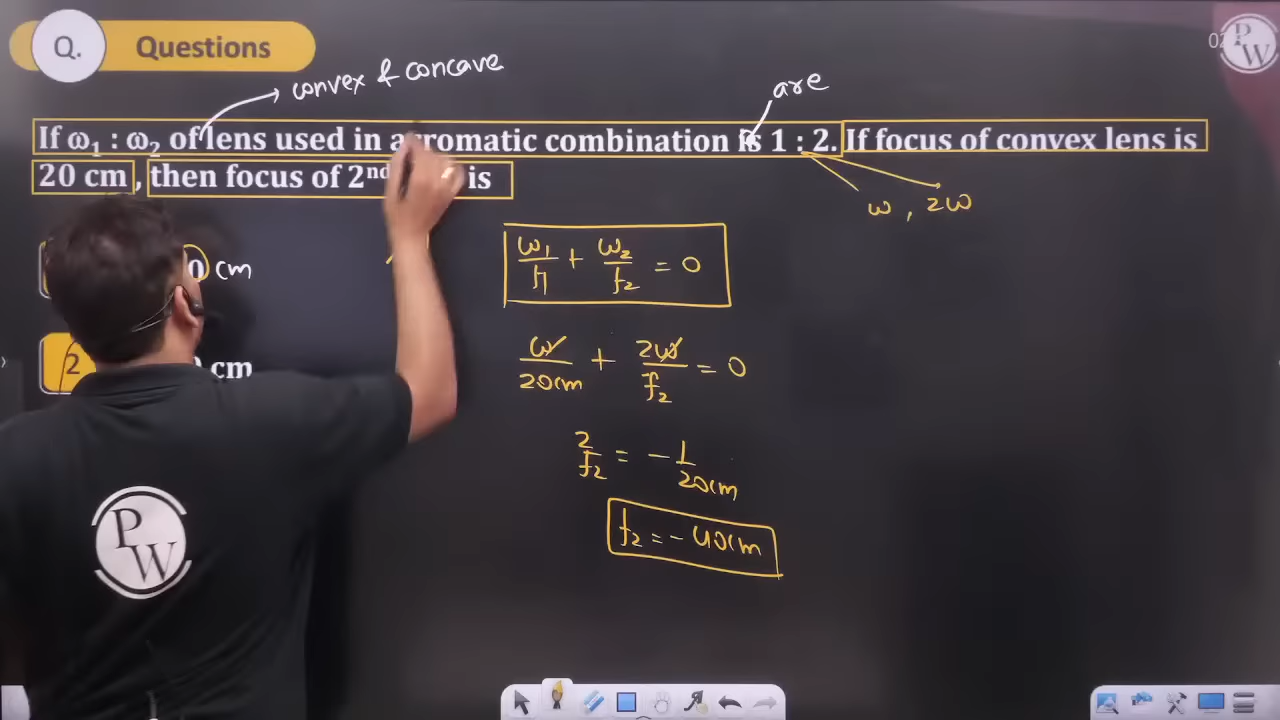 Q. Questions
convex & concave
are
If ω₁ : ω₂ of lens used in a romatic combination is 1 : 2. If focus of convex lens is
20 cm, then focus of 2nd is
ω , 2ω
ω₁/f₁ + ω₂/f₂ = 0
cm
ω/20cm + 2ω/f₂ = 0
2 cm
2/f₂ = - 1/20cm
f₂ = - 40cm
PW
PW